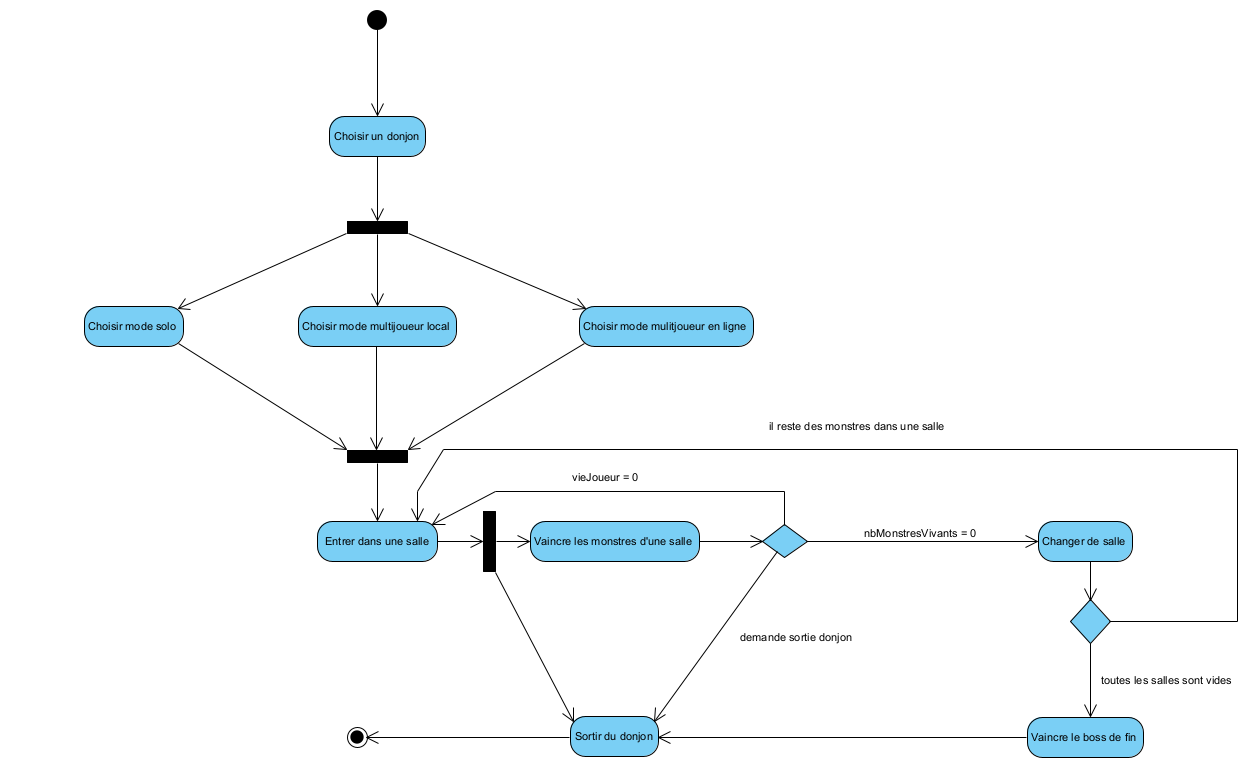 Choisir un donjon
Choisir mode solo
Choisir mode multijoueur local
Choisir mode mulitjoueur en ligne
il reste des monstres dans une salle
vieJoueur = 0
Entrer dans une salle
Vaincre les monstres d'une salle
nbMonstresVivants = 0
Changer de salle
demande sortie donjon
toutes les salles sont vides
Sortir du donjon
Vaincre le boss de fin